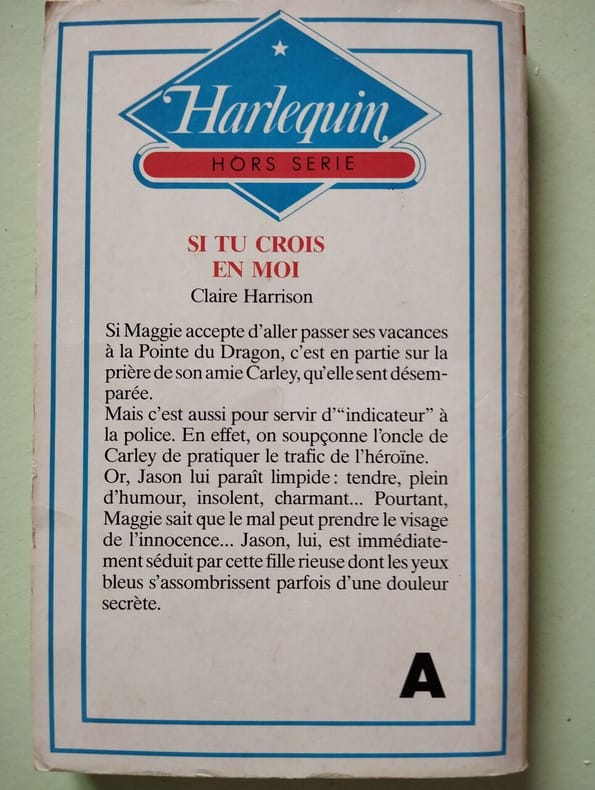 Harlequin
HORS SERIE
SI TU CROIS
EN MOI
Claire Harrison
Si Maggie accepte d'aller passer ses vacances
à la Pointe du Dragon, c'est en partie sur la
prière de son amie Carley, qu'elle sent désem-
parée.
Mais c'est aussi pour servir d'“indicateur” à
la police. En effet, on soupçonne l'oncle de
Carley de pratiquer le trafic de l'héroïne.
Or, Jason lui paraît limpide : tendre, plein
d'humour, insolent, charmant... Pourtant,
Maggie sait que le mal peut prendre le visage
de l'innocence... Jason, lui, est immédiate-
ment séduit par cette fille rieuse dont les yeux
bleus s'assombrissent parfois d'une douleur
secrète.
A